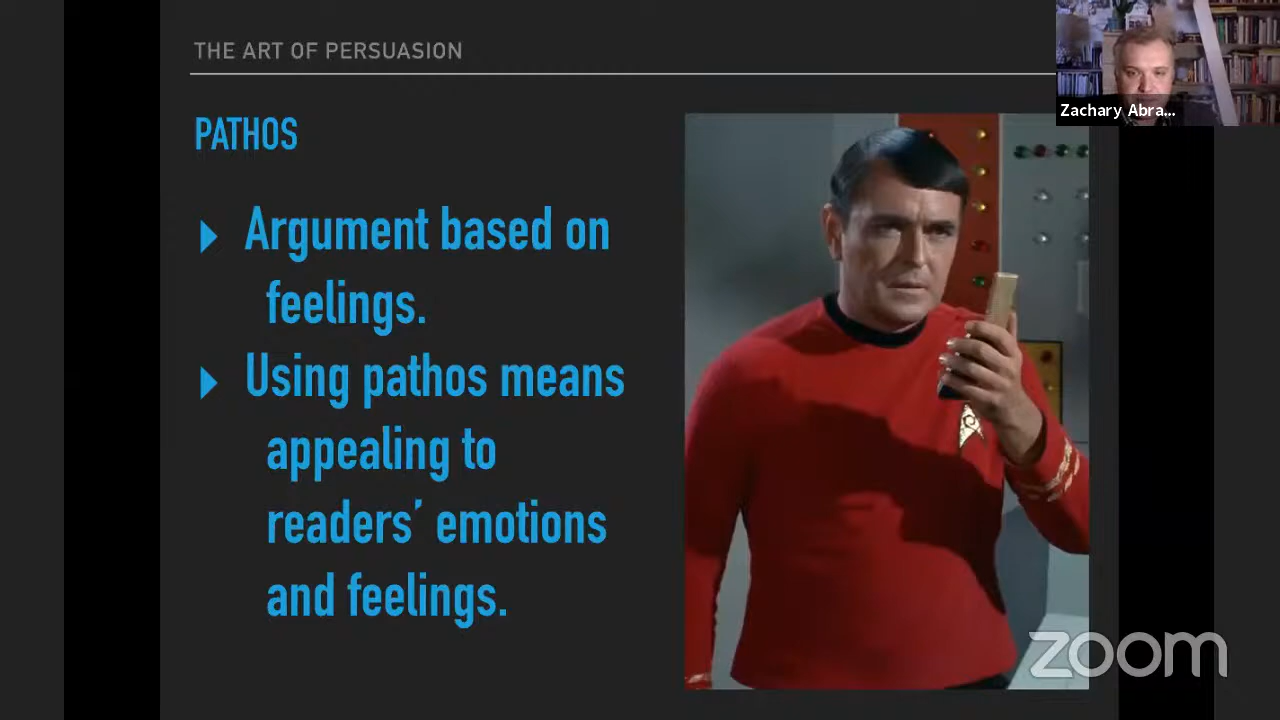 THE ART OF PERSUASION
Zachary Abra...
PATHOS
Argument based on
feelings.
Using pathos means
appealing to
readers’ emotions
and feelings.
zoom